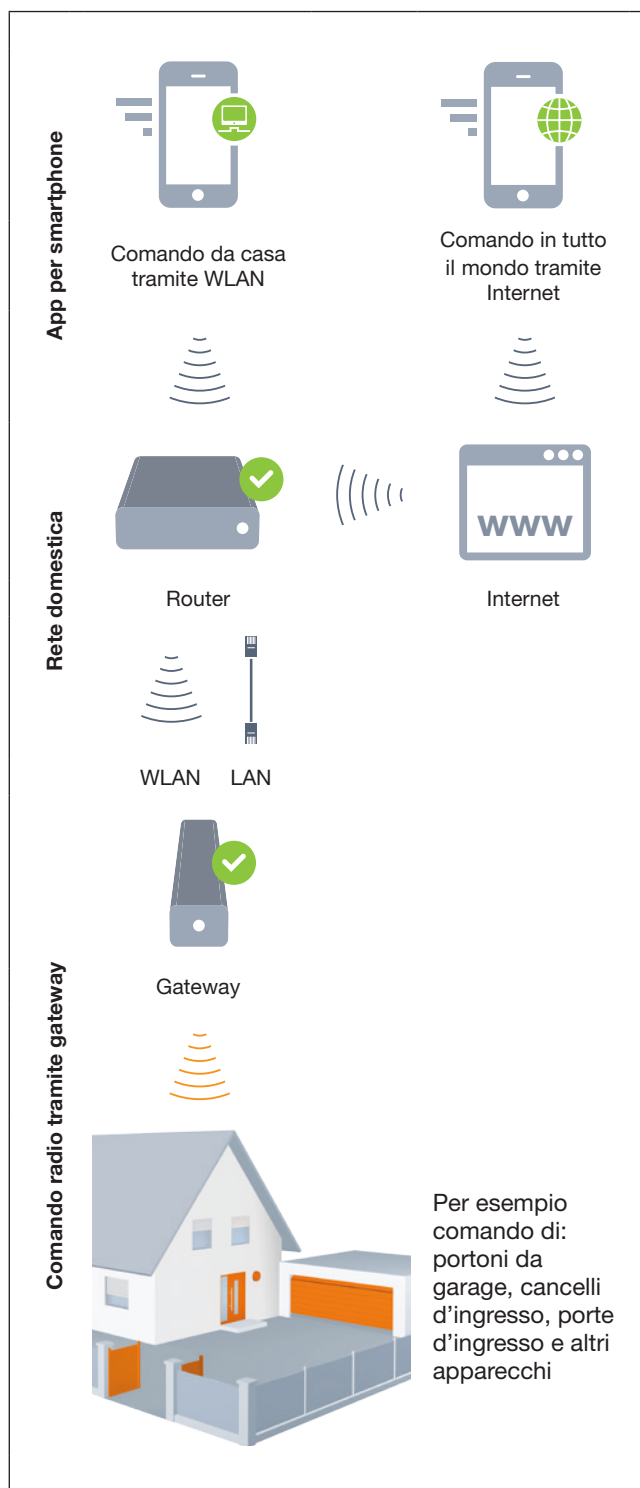 App per smartphone
Comando da casa
tramite WLAN
Comando in tutto
il mondo tramite
Internet
Rete domestica
www
Router
Internet
WLAN
LAN
Comando radio tramite gateway
Gateway
Per esempio
comando di:
portoni da
garage, cancelli
d’ingresso, porte
d’ingresso e altri
apparecchi